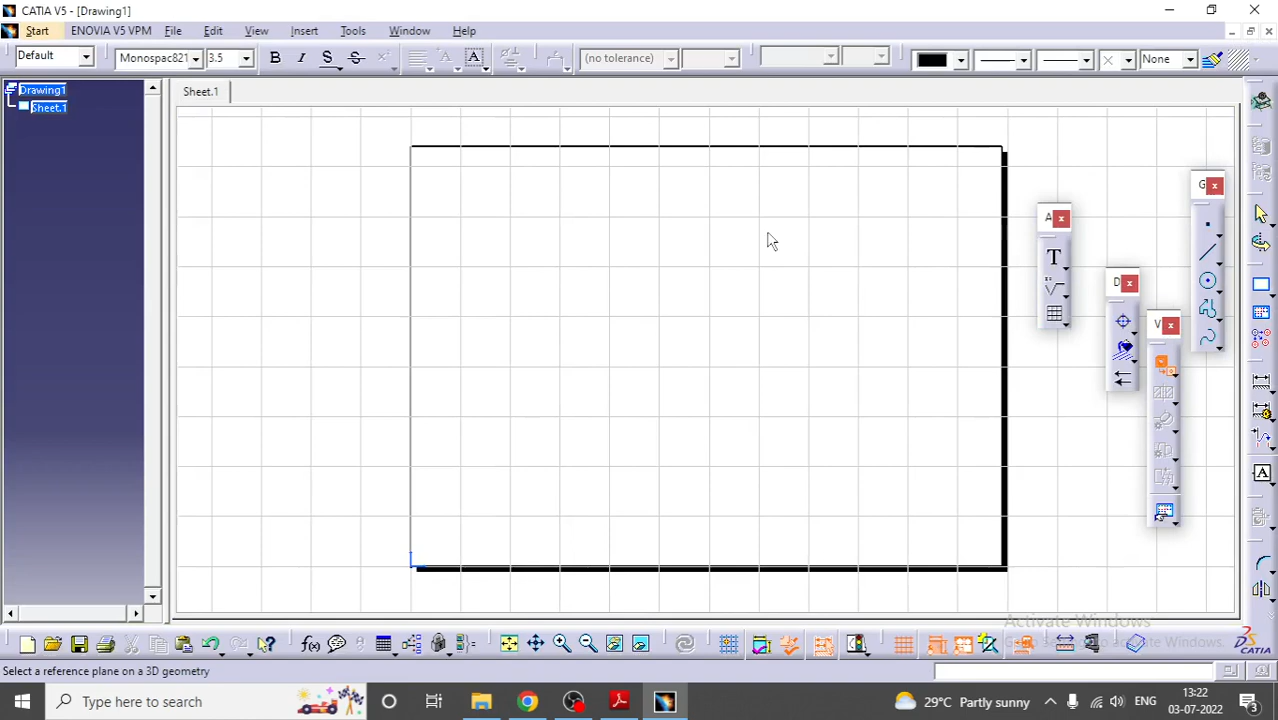 CATIA V5 - [Drawing1]
Start ENOVIA V5 VPM File Edit View Insert Tools Window Help
Default Monospac821 3.5 B I S S (no tolerance) None
Drawing1
Sheet.1
Sheet.1
G
A
T
D
V
A
f(x)
Activate Windows
CATIA
Select a reference plane on a 3D geometry
Type here to search
29°C Partly sunny
ENG
13:22
03-07-2022
3